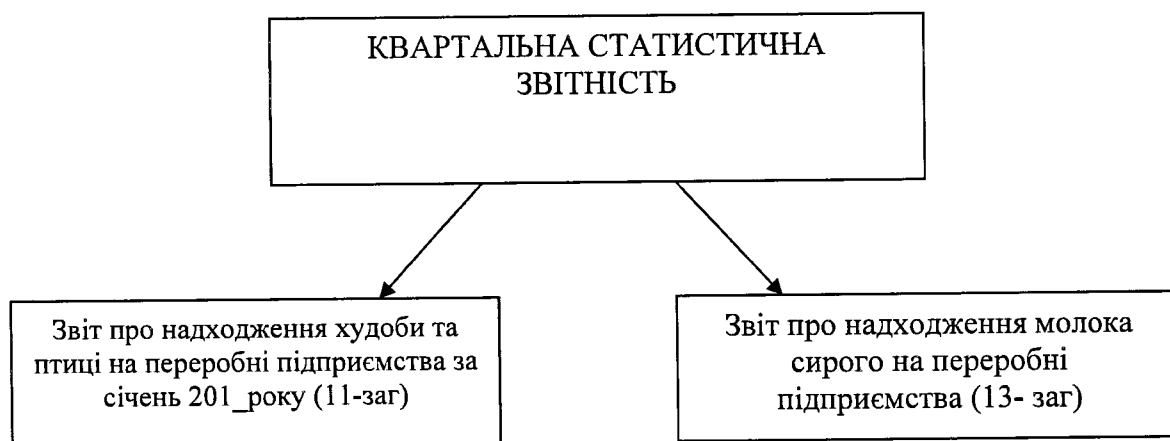 КВАРТАЛЬНА СТАТИСТИЧНА
ЗВІТНІСТЬ
Звіт про надходження худоби та
птиці на переробні підприємства за
січень 201_року (11-заг)
Звіт про надходження молока
сирого на переробні
підприємства (13- заг)